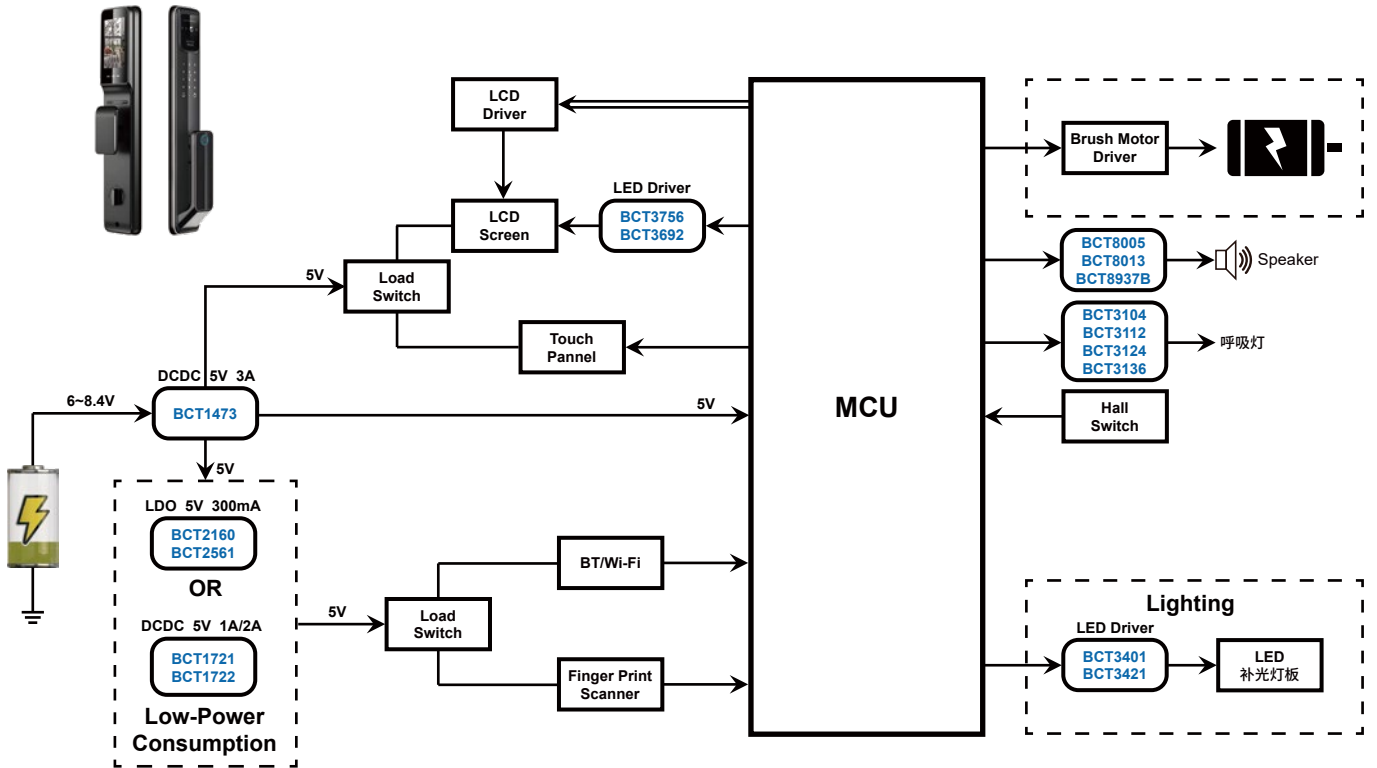 LCD
Driver
LCD
Screen
LED Driver
BCT3756
BCT3692
5V
Load
Switch
Touch
Pannel
DCDC 5V 3A
BCT1473
6~8.4V
5V
5V
LDO 5V 300mA
BCT2160
BCT2561
OR
DCDC 5V 1A/2A
BCT1721
BCT1722
Low-Power
Consumption
5V
Load
Switch
BT/Wi-Fi
Finger Print
Scanner
MCU
Brush Motor
Driver
BCT8005
BCT8013
BCT8937B
Speaker
BCT3104
BCT3112
BCT3124
BCT3136
呼吸灯
Hall
Switch
Lighting
LED Driver
BCT3401
BCT3421
LED
补光灯板